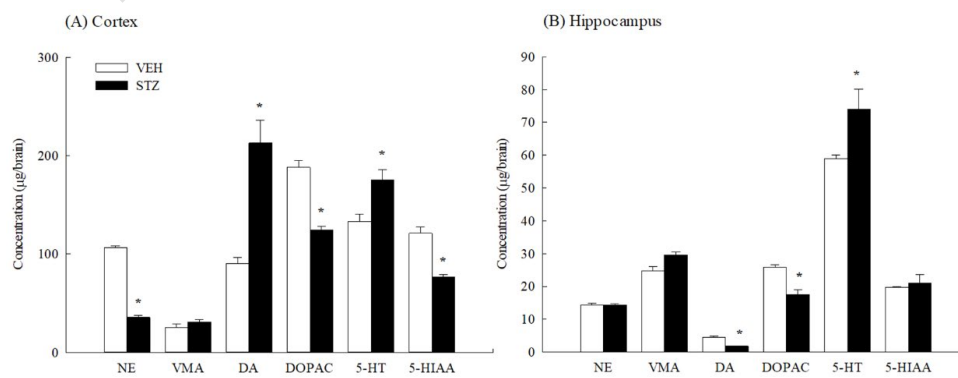 (A) Cortex
300
200
100
0
Concentration (µg/brain)
VEH
STZ
*
*
*
*
*
NE VMA DA DOPAC 5-HT 5-HIAA
(B) Hippocampus
90
80
70
60
50
40
30
20
10
0
Concentration (µg/brain)
*
*
*
NE VMA DA DOPAC 5-HT 5-HIAA